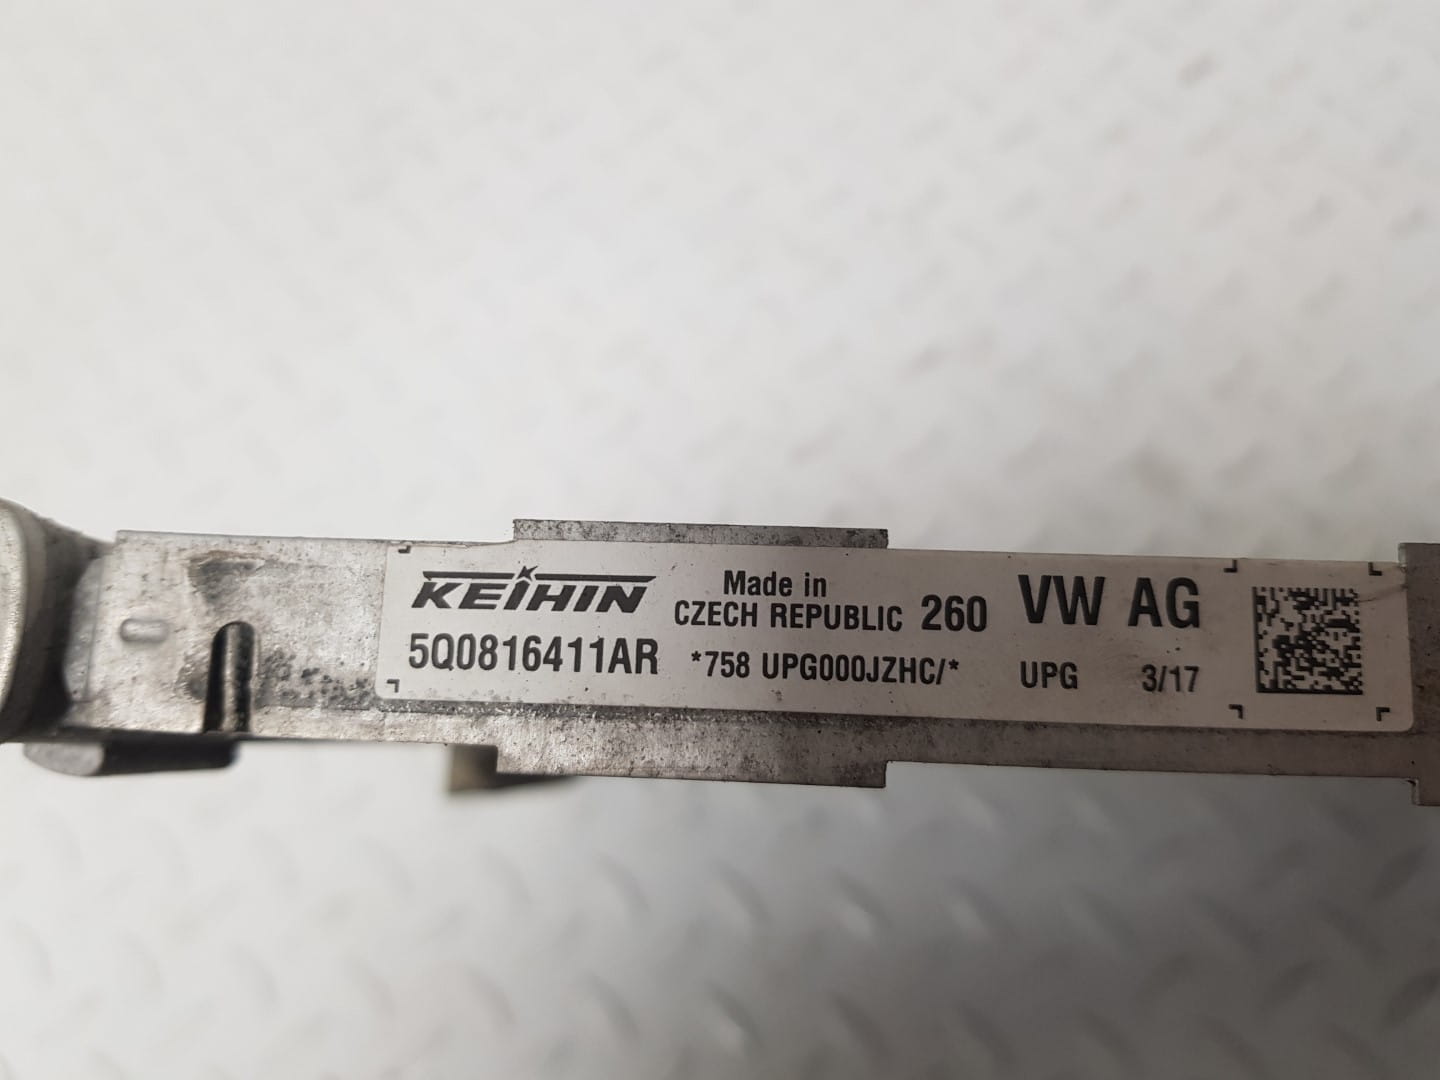 KEIHIN Made in CZECH REPUBLIC 260 VW AG
5Q0816411AR *758 UPG000JZHC/* UPG 3/17